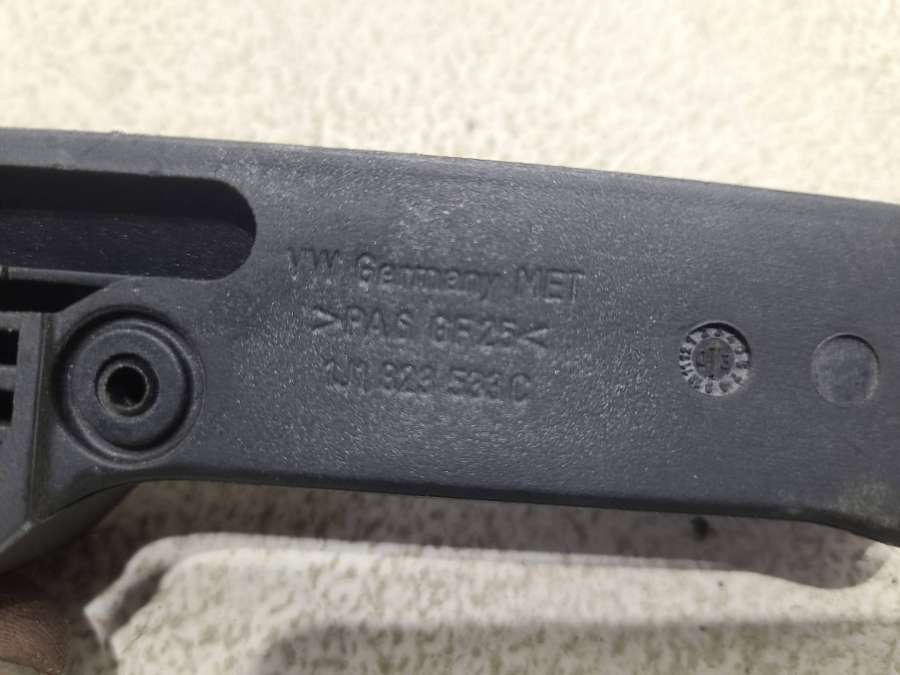 VW Germany MET
>PA 6 GF25<
1J1 823 533 C